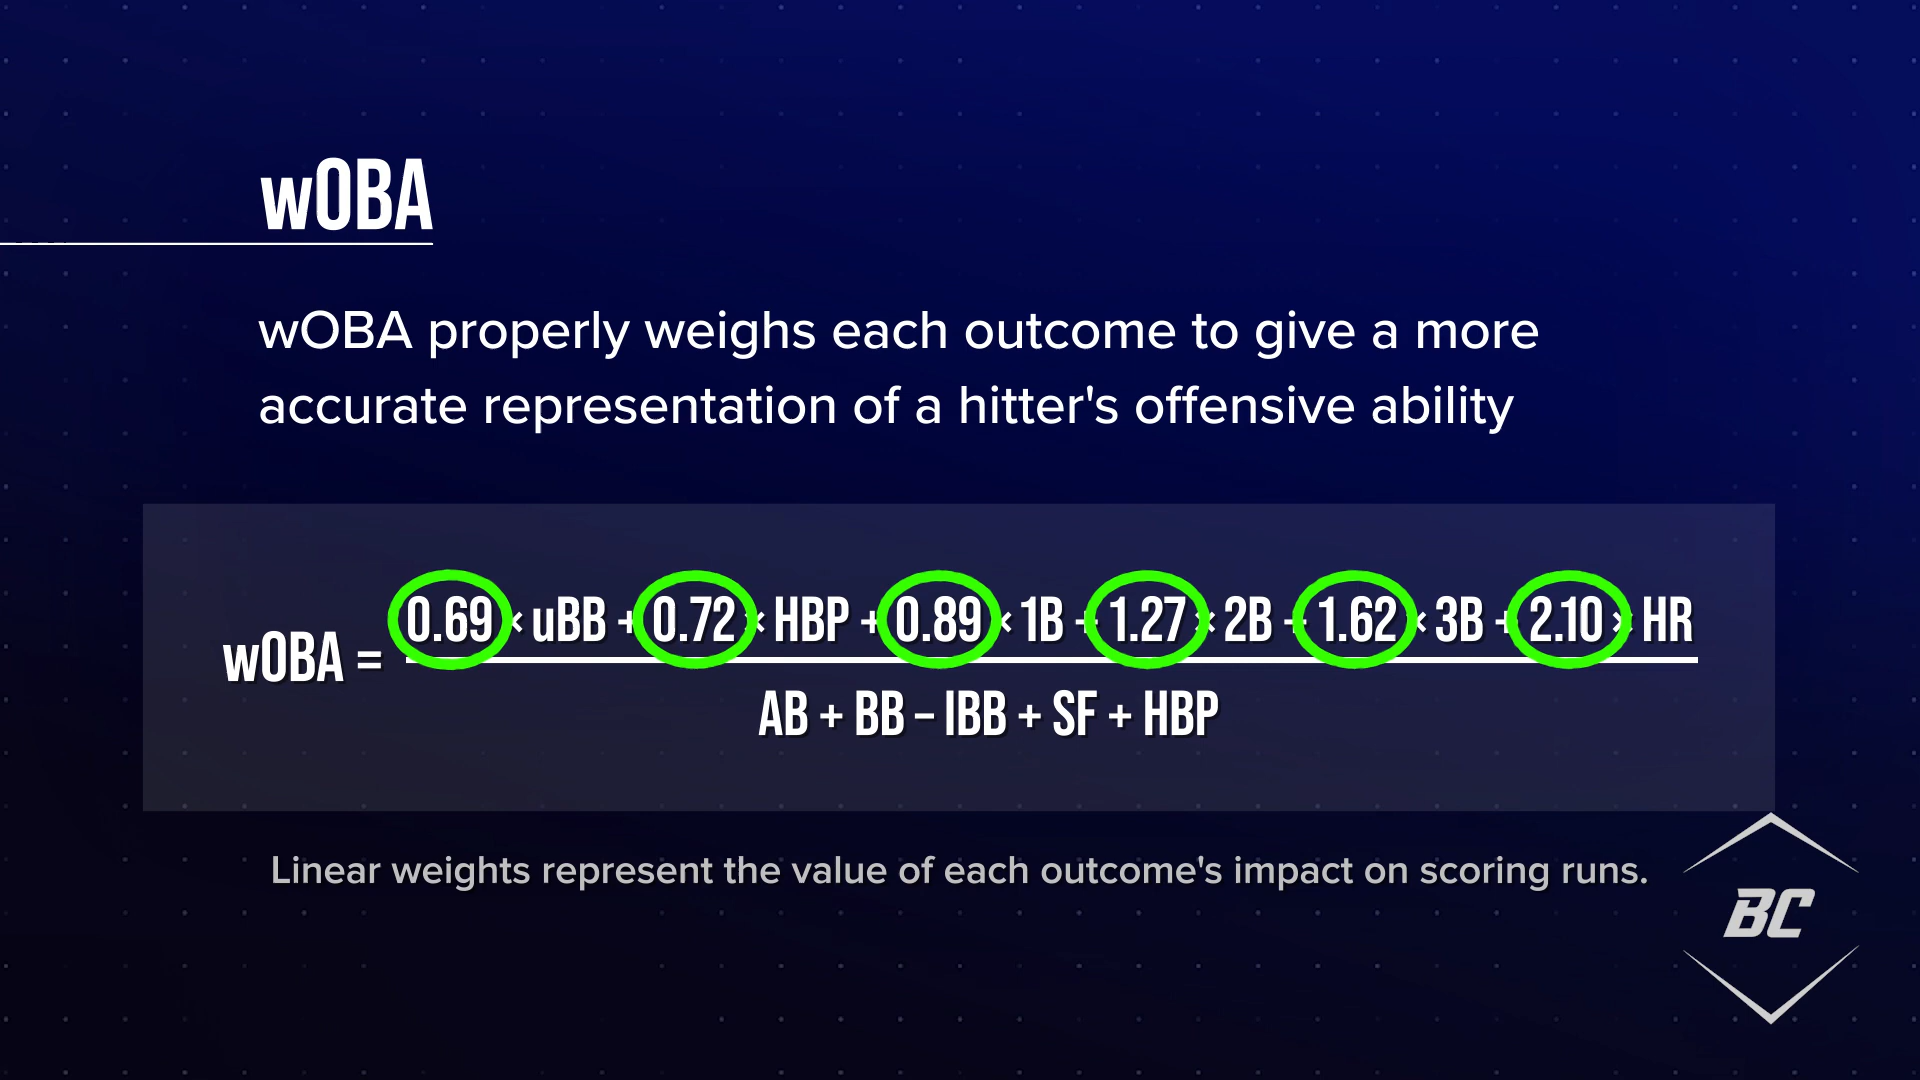 wOBA
wOBA properly weighs each outcome to give a more
accurate representation of a hitter's offensive ability
wOBA = 0.69 × uBB + 0.72 × HBP + 0.89 × 1B + 1.27 × 2B + 1.62 × 3B + 2.10 × HR
AB + BB – IBB + SF + HBP
Linear weights represent the value of each outcome's impact on scoring runs.
BC